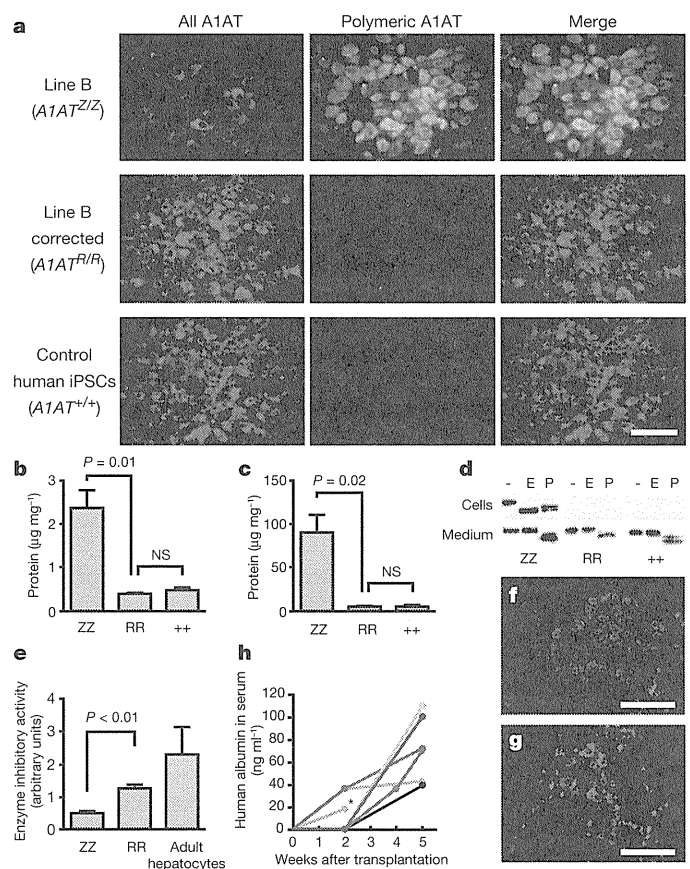 a
All A1AT
Polymeric A1AT
Merge
Line B
(A1AT^Z/Z)
Line B
corrected
(A1AT^R/R)
Control
human iPSCs
(A1AT^+/+)
b
P = 0.01
NS
Protein (µg mg⁻¹)
3
2
1
0
ZZ RR ++
c
P = 0.02
NS
Protein (µg mg⁻¹)
150
100
50
0
ZZ RR ++
d
- E P - E P - E P
Cells
Medium
ZZ RR ++
e
P < 0.01
Enzyme inhibitory activity
(arbitrary units)
4
3
2
1
0
ZZ RR Adult
hepatocytes
h
Human albumin in serum
(ng ml⁻¹)
120
100
80
60
40
20
0
*
0 1 2 3 4 5
Weeks after transplantation
f
g